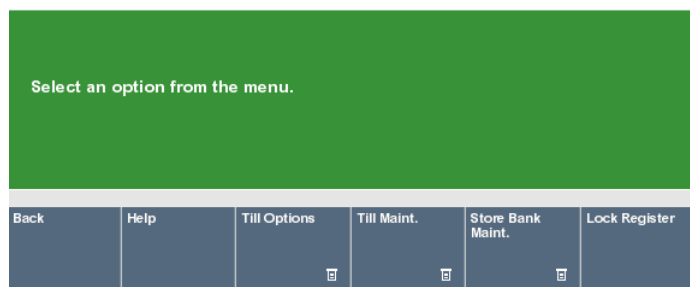 Select an option from the menu.
Back
Help
Till Options
Till Maint.
Store Bank
Maint.
Lock Register